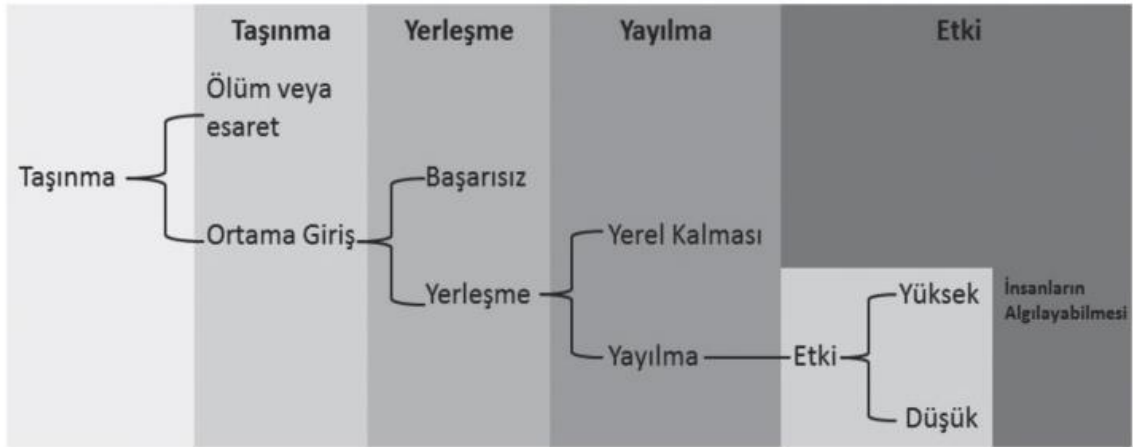 Taşınma
Yerleşme
Yayılma
Etki
Ölüm veya
esaret
Taşınma
Başarısız
Ortama Giriş
Yerel Kalması
Yerleşme
Yüksek
İnsanların
Algılayabilmesi
Yayılma
Etki
Düşük